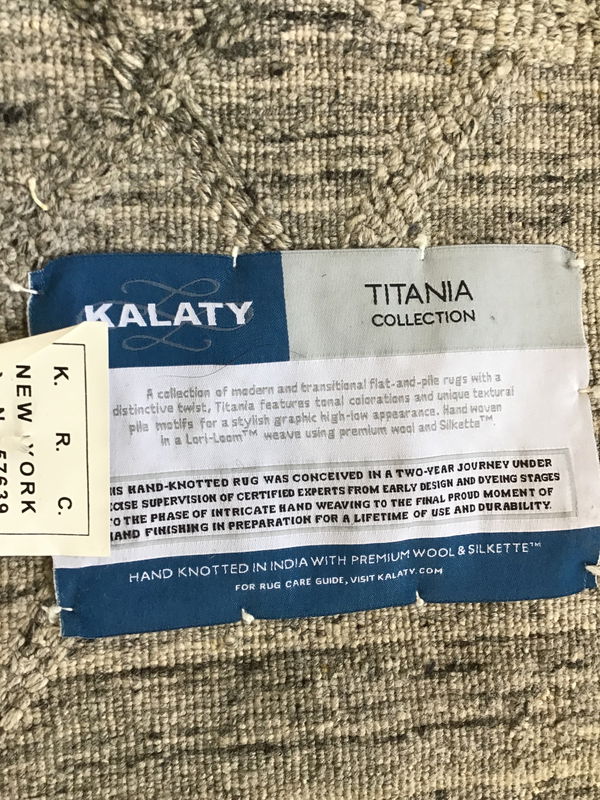 KALATY
TITANIA
COLLECTION
A collection of modern and transitional flat-and-pile rugs with a
distinctive twist, Titania features tonal colorations and unique textural
pile motifs for a stylish graphic high-low appearance. Hand woven
in a Lori-Loom™ weave using premium wool and Silkette™.
HAND-KNOTTED RUG WAS CONCEIVED IN A TWO-YEAR JOURNEY UNDER
SUPERVISION OF CERTIFIED EXPERTS FROM EARLY DESIGN AND DYEING STAGES
THE PHASE OF INTRICATE HAND WEAVING TO THE FINAL PROUD MOMENT OF
HAND FINISHING IN PREPARATION FOR A LIFETIME OF USE AND DURABILITY.
HAND KNOTTED IN INDIA WITH PREMIUM WOOL & SILKETTE™
FOR RUG CARE GUIDE, VISIT KALATY.COM
K. R. C.
NEW YORK
N. 57639